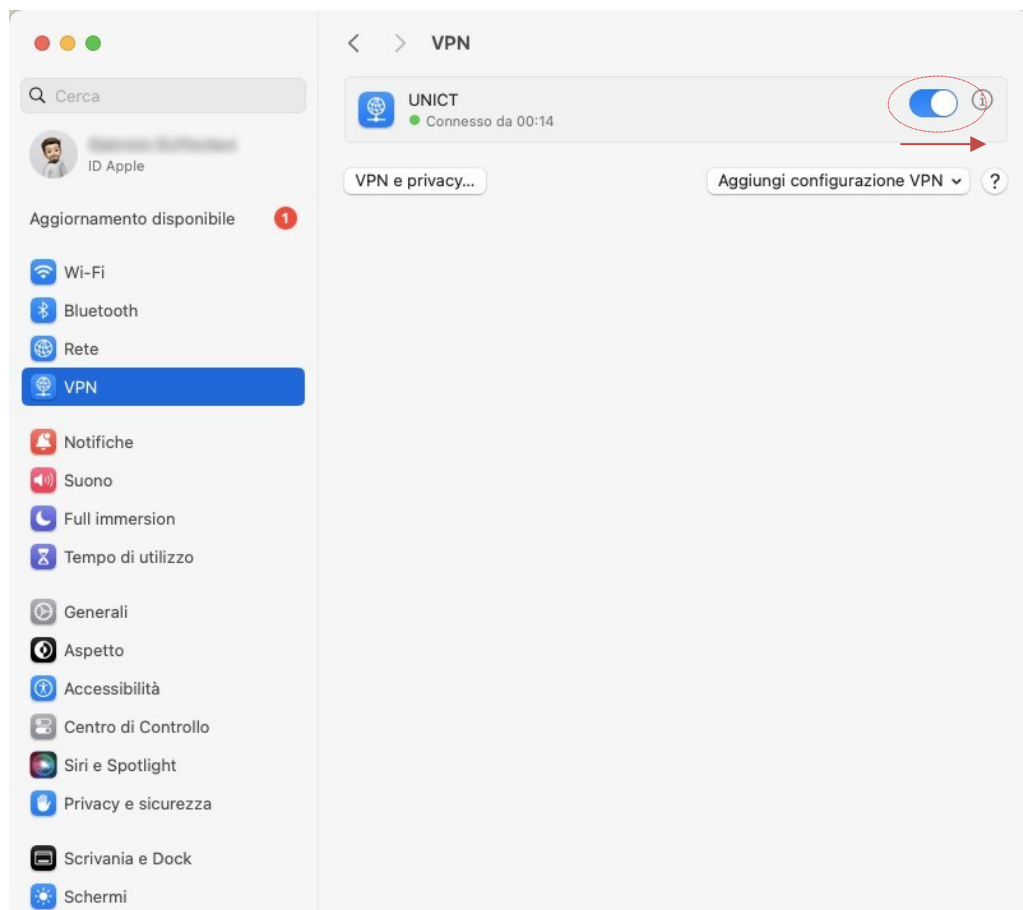 VPN
Cerca
UNICT
Connesso da 00:14
ID Apple
VPN e privacy...
Aggiungi configurazione VPN
?
Aggiornamento disponibile
1
Wi-Fi
Bluetooth
Rete
VPN
Notifiche
Suono
Full immersion
Tempo di utilizzo
Generali
Aspetto
Accessibilità
Centro di Controllo
Siri e Spotlight
Privacy e sicurezza
Scrivania e Dock
Schermi